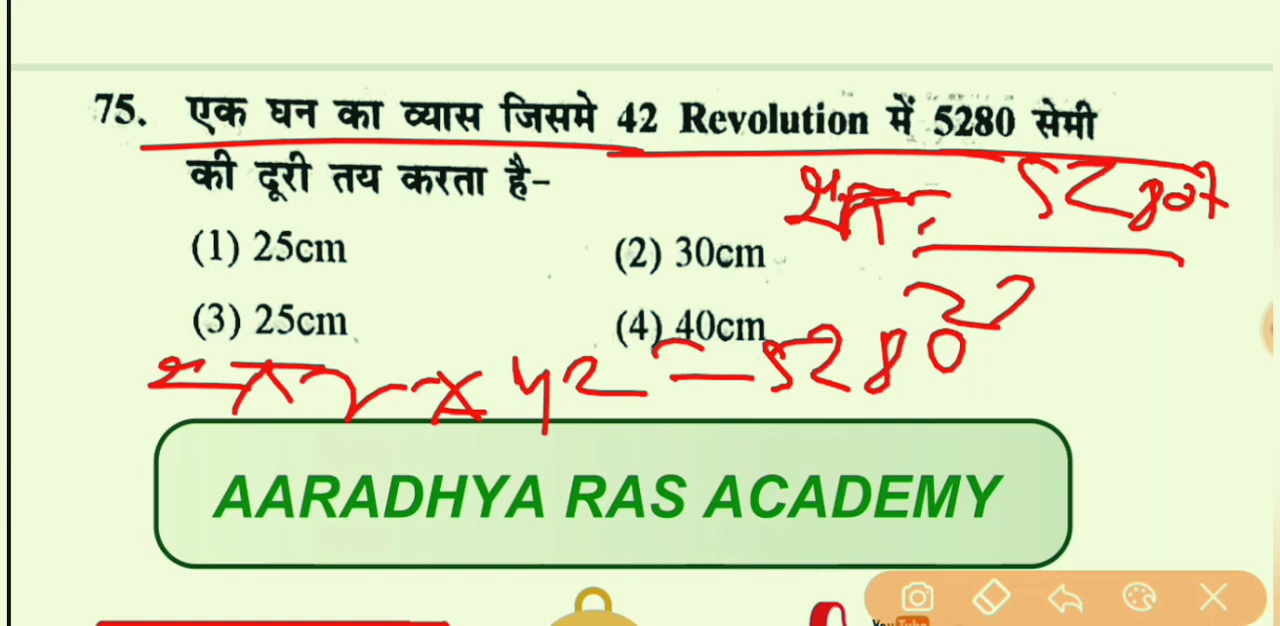 75. एक घन का व्यास जिसमे 42 Revolution में 5280 सेमी
की दूरी तय करता है-
(1) 25cm (2) 30cm
(3) 25cm (4) 40cm
2πr × 42 = 5280
AARADHYA RAS ACADEMY
YouTube